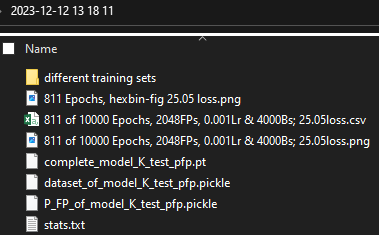 2023-12-12 13 18 11
Name
different training sets
811 Epochs, hexbin-fig 25.05 loss.png
811 of 10000 Epochs, 2048FPs, 0.001Lr & 4000Bs; 25.05loss.csv
811 of 10000 Epochs, 2048FPs, 0.001Lr & 4000Bs; 25.05loss.png
complete_model_K_test_pfp.pt
dataset_of_model_K_test_pfp.pickle
P_FP_of_model_K_test_pfp.pickle
stats.txt